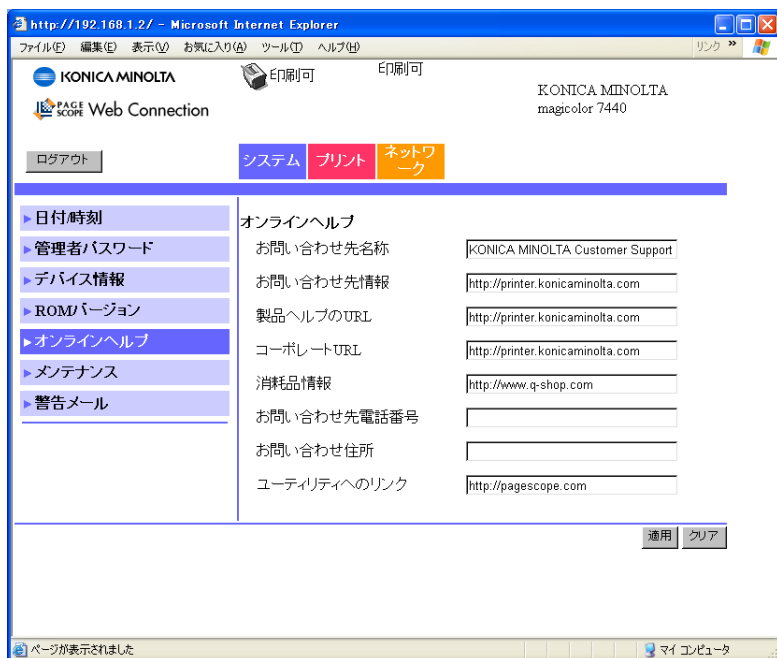 http://192.168.1.2/ - Microsoft Internet Explorer
ファイル(F) 編集(E) 表示(V) お気に入り(A) ツール(T) ヘルプ(H) リンク »
KONICA MINOLTA
印刷可
印刷可
KONICA MINOLTA
magicolor 7440
PAGE SCOPE Web Connection
ログアウト
システム
プリント
ネットワーク
日付/時刻
管理者パスワード
デバイス情報
ROMバージョン
オンラインヘルプ
メンテナンス
警告メール
オンラインヘルプ
お問い合わせ先名称 KONICA MINOLTA Customer Support
お問い合わせ先情報 http://printer.konicaminolta.com
製品ヘルプのURL http://printer.konicaminolta.com
コーポレートURL http://printer.konicaminolta.com
消耗品情報 http://www.q-shop.com
お問い合わせ先電話番号
お問い合わせ住所
ユーティリティへのリンク http://pagescope.com
適用 クリア
ページが表示されました
マイ コンピュータ